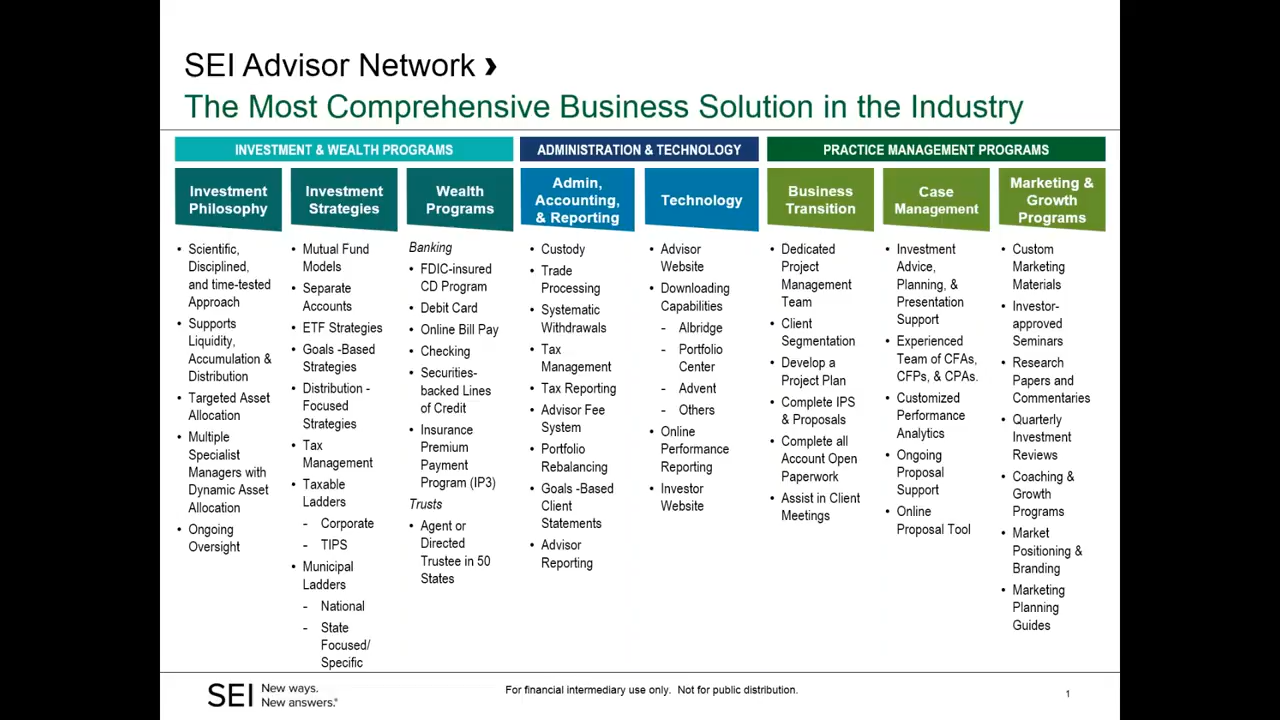 SEI Advisor Network ›
The Most Comprehensive Business Solution in the Industry
INVESTMENT & WEALTH PROGRAMS
ADMINISTRATION & TECHNOLOGY
PRACTICE MANAGEMENT PROGRAMS
Investment
Philosophy
• Scientific,
Disciplined,
and time-tested
Approach
• Supports
Liquidity,
Accumulation &
Distribution
• Targeted Asset
Allocation
• Multiple
Specialist
Managers with
Dynamic Asset
Allocation
• Ongoing
Oversight
Investment
Strategies
• Mutual Fund
Models
• Separate
Accounts
• ETF Strategies
• Goals -Based
Strategies
• Distribution -
Focused
Strategies
• Tax
Management
• Taxable
Ladders
- Corporate
- TIPS
• Municipal
Ladders
- National
- State
Focused/
Specific
Wealth
Programs
Banking
• FDIC-insured
CD Program
• Debit Card
• Online Bill Pay
• Checking
• Securities-
backed Lines
of Credit
• Insurance
Premium
Payment
Program (IP3)
Trusts
• Agent or
Directed
Trustee in 50
States
Admin,
Accounting,
& Reporting
• Custody
• Trade
Processing
• Systematic
Withdrawals
• Tax
Management
• Tax Reporting
• Advisor Fee
System
• Portfolio
Rebalancing
• Goals -Based
Client
Statements
• Advisor
Reporting
Technology
• Advisor
Website
• Downloading
Capabilities
- Albridge
- Portfolio
Center
- Advent
- Others
• Online
Performance
Reporting
• Investor
Website
Business
Transition
• Dedicated
Project
Management
Team
• Client
Segmentation
• Develop a
Project Plan
• Complete IPS
& Proposals
• Complete all
Account Open
Paperwork
• Assist in Client
Meetings
Case
Management
• Investment
Advice,
Planning, &
Presentation
Support
• Experienced
Team of CFAs,
CFPs, & CPAs.
• Customized
Performance
Analytics
• Ongoing
Proposal
Support
• Online
Proposal Tool
Marketing &
Growth
Programs
• Custom
Marketing
Materials
• Investor-
approved
Seminars
• Research
Papers and
Commentaries
• Quarterly
Investment
Reviews
• Coaching &
Growth
Programs
• Market
Positioning &
Branding
• Marketing
Planning
Guides
SEI
New ways.
New answers.®
For financial intermediary use only. Not for public distribution.
1